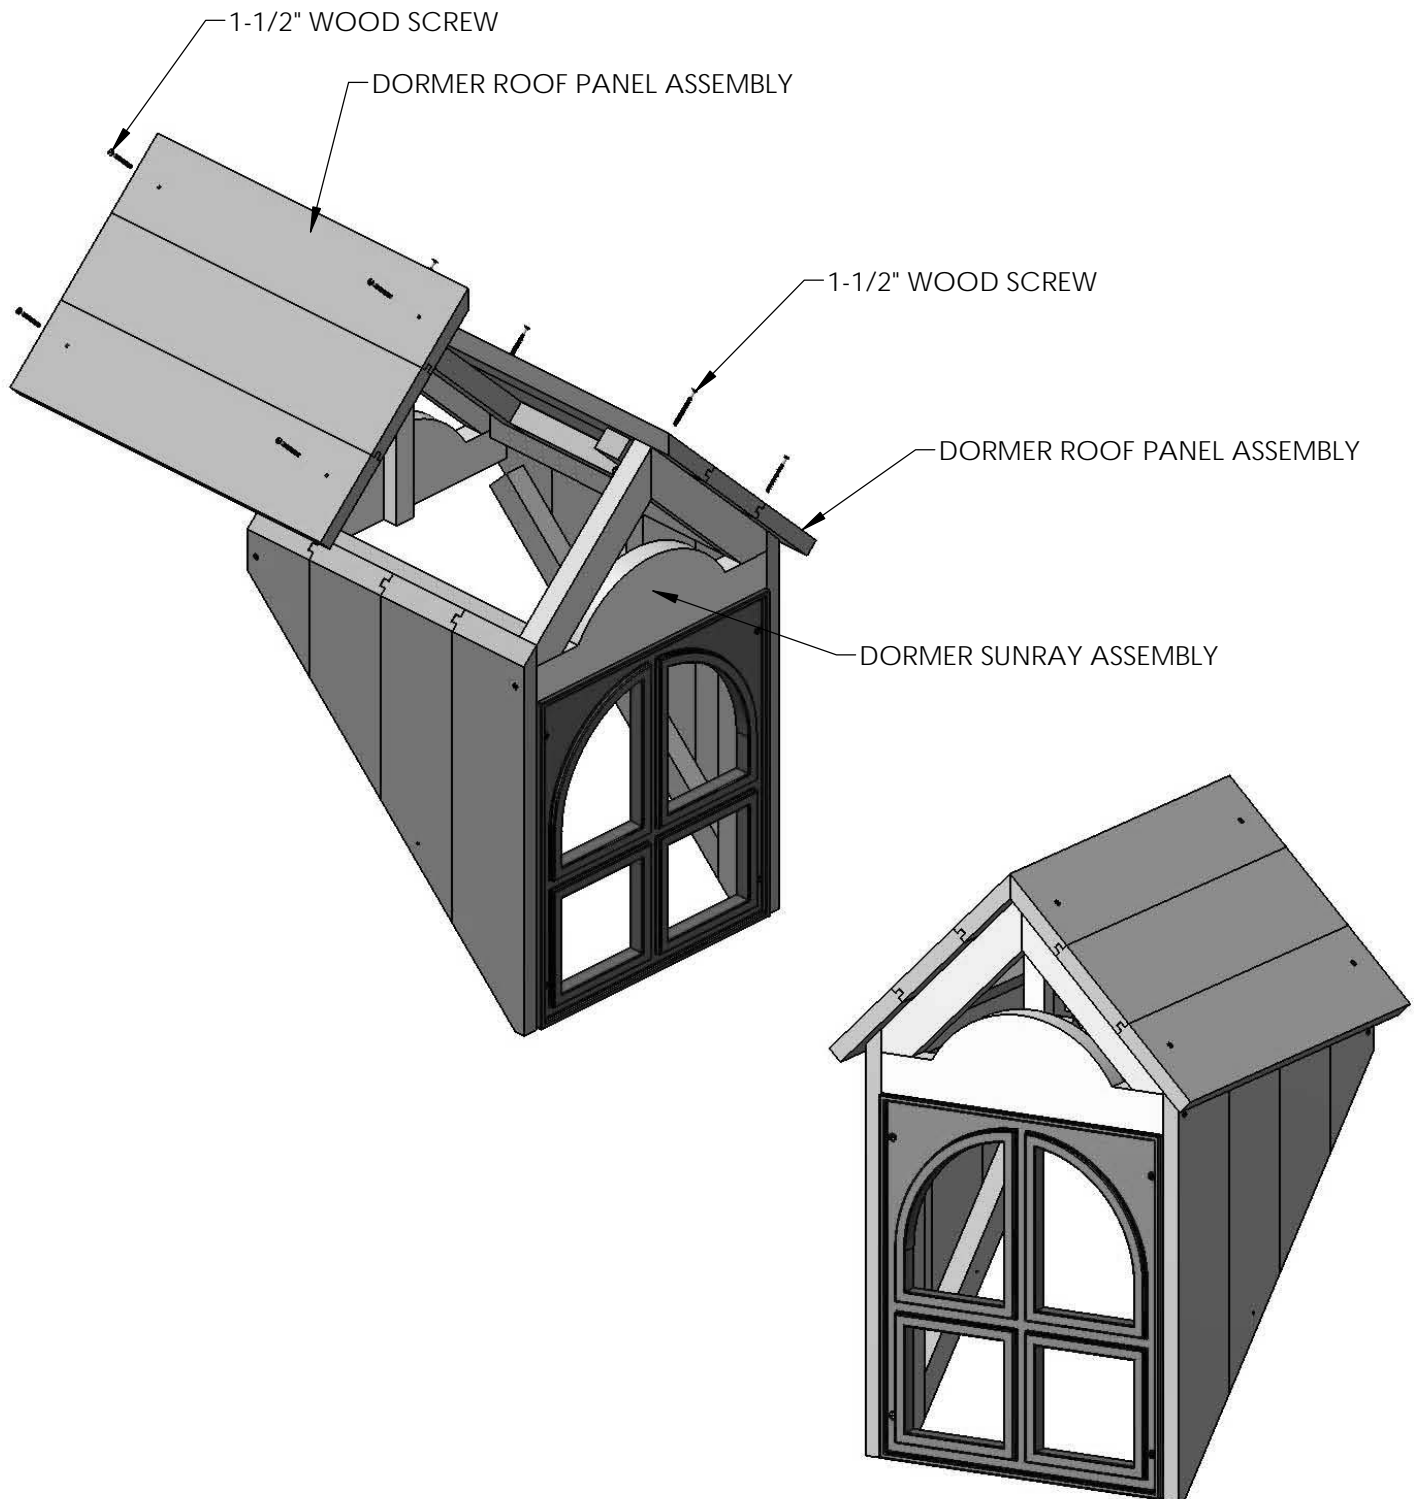 1-1/2" WOOD SCREW
DORMER ROOF PANEL ASSEMBLY
1-1/2" WOOD SCREW
DORMER ROOF PANEL ASSEMBLY
DORMER SUNRAY ASSEMBLY